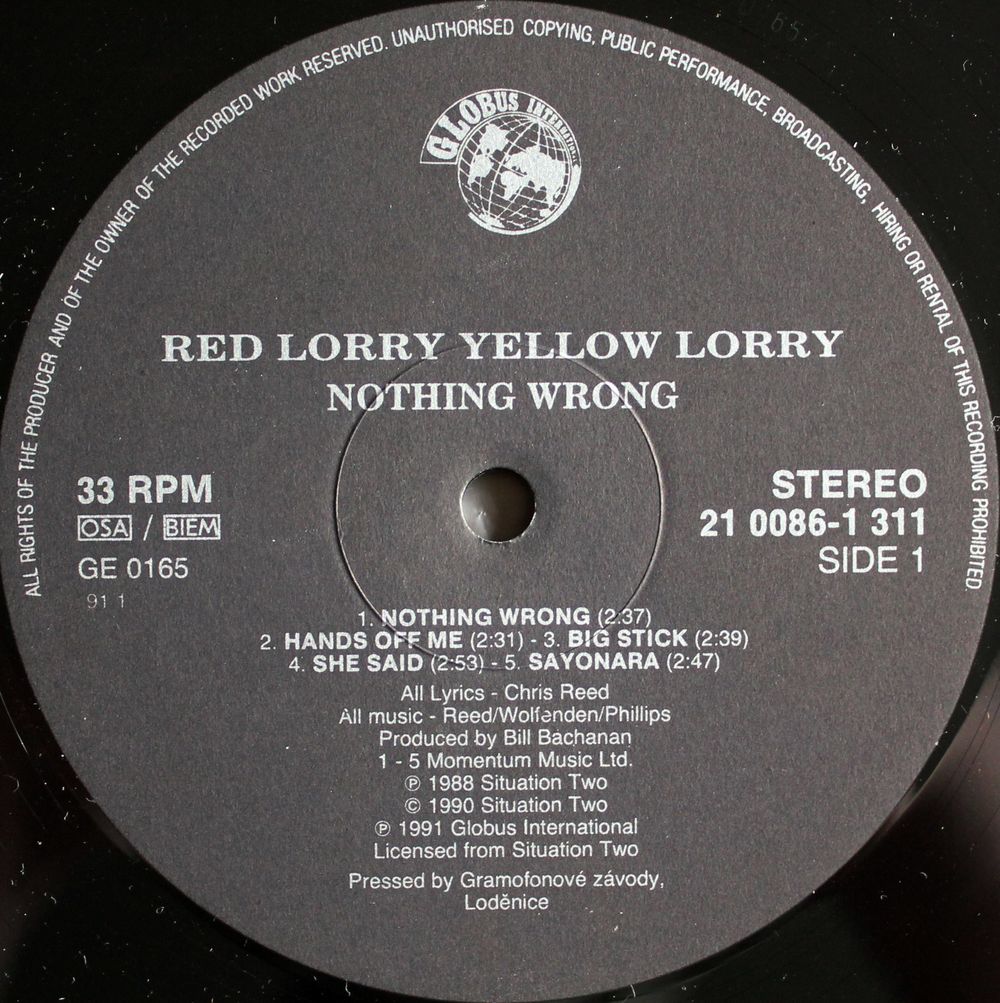 ALL RIGHTS OF THE PRODUCER AND OF THE OWNER OF THE RECORDED WORK RESERVED. UNAUTHORISED COPYING, PUBLIC PERFORMANCE, BROADCASTING, HIRING OR RENTAL OF THIS RECORDING PROHIBITED.
GLOBUS INTERNATIONAL
RED LORRY YELLOW LORRY
NOTHING WRONG
33 RPM
OSA / BIEM
GE 0165
91 1
STEREO
21 0086-1 311
SIDE 1
1. NOTHING WRONG (2:37)
2. HANDS OFF ME (2:31) - 3. BIG STICK (2:39)
4. SHE SAID (2:53) - 5. SAYONARA (2:47)
All Lyrics - Chris Reed
All music - Reed/Wolfenden/Phillips
Produced by Bill Bachanan
1 - 5 Momentum Music Ltd.
℗ 1988 Situation Two
© 1990 Situation Two
℗ 1991 Globus International
Licensed from Situation Two
Pressed by Gramofonové závody,
Loděnice